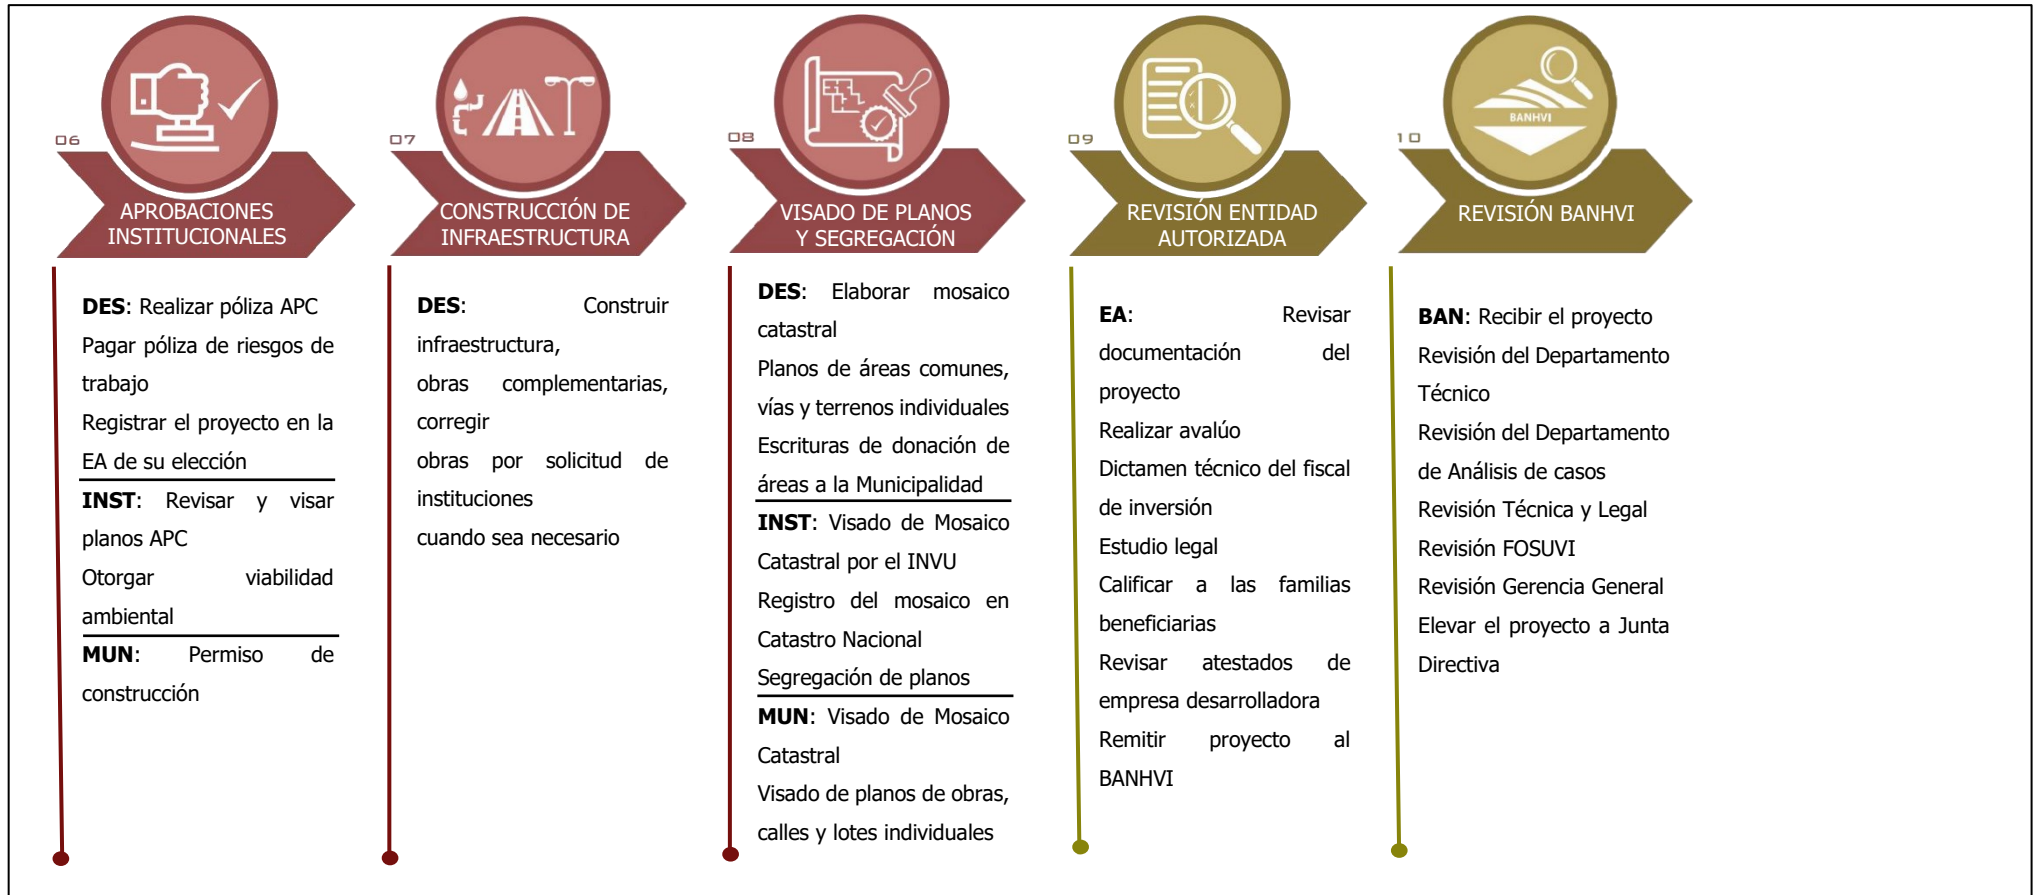 06
APROBACIONES
INSTITUCIONALES
DES: Realizar póliza APC
Pagar póliza de riesgos de
trabajo
Registrar el proyecto en la
EA de su elección
INST: Revisar y visar
planos APC
Otorgar viabilidad
ambiental
MUN: Permiso de
construcción
07
CONSTRUCCIÓN DE
INFRAESTRUCTURA
DES: Construir
infraestructura,
obras complementarias,
corregir
obras por solicitud de
instituciones
cuando sea necesario
08
VISADO DE PLANOS
Y SEGREGACIÓN
DES: Elaborar mosaico
catastral
Planos de áreas comunes,
vías y terrenos individuales
Escrituras de donación de
áreas a la Municipalidad
INST: Visado de Mosaico
Catastral por el INVU
Registro del mosaico en
Catastro Nacional
Segregación de planos
MUN: Visado de Mosaico
Catastral
Visado de planos de obras,
calles y lotes individuales
09
REVISIÓN ENTIDAD
AUTORIZADA
EA: Revisar
documentación del
proyecto
Realizar avalúo
Dictamen técnico del fiscal
de inversión
Estudio legal
Calificar a las familias
beneficiarias
Revisar atestados de
empresa desarrolladora
Remitir proyecto al
BANHVI
10
BANHVI
REVISIÓN BANHVI
BAN: Recibir el proyecto
Revisión del Departamento
Técnico
Revisión del Departamento
de Análisis de casos
Revisión Técnica y Legal
Revisión FOSUVI
Revisión Gerencia General
Elevar el proyecto a Junta
Directiva